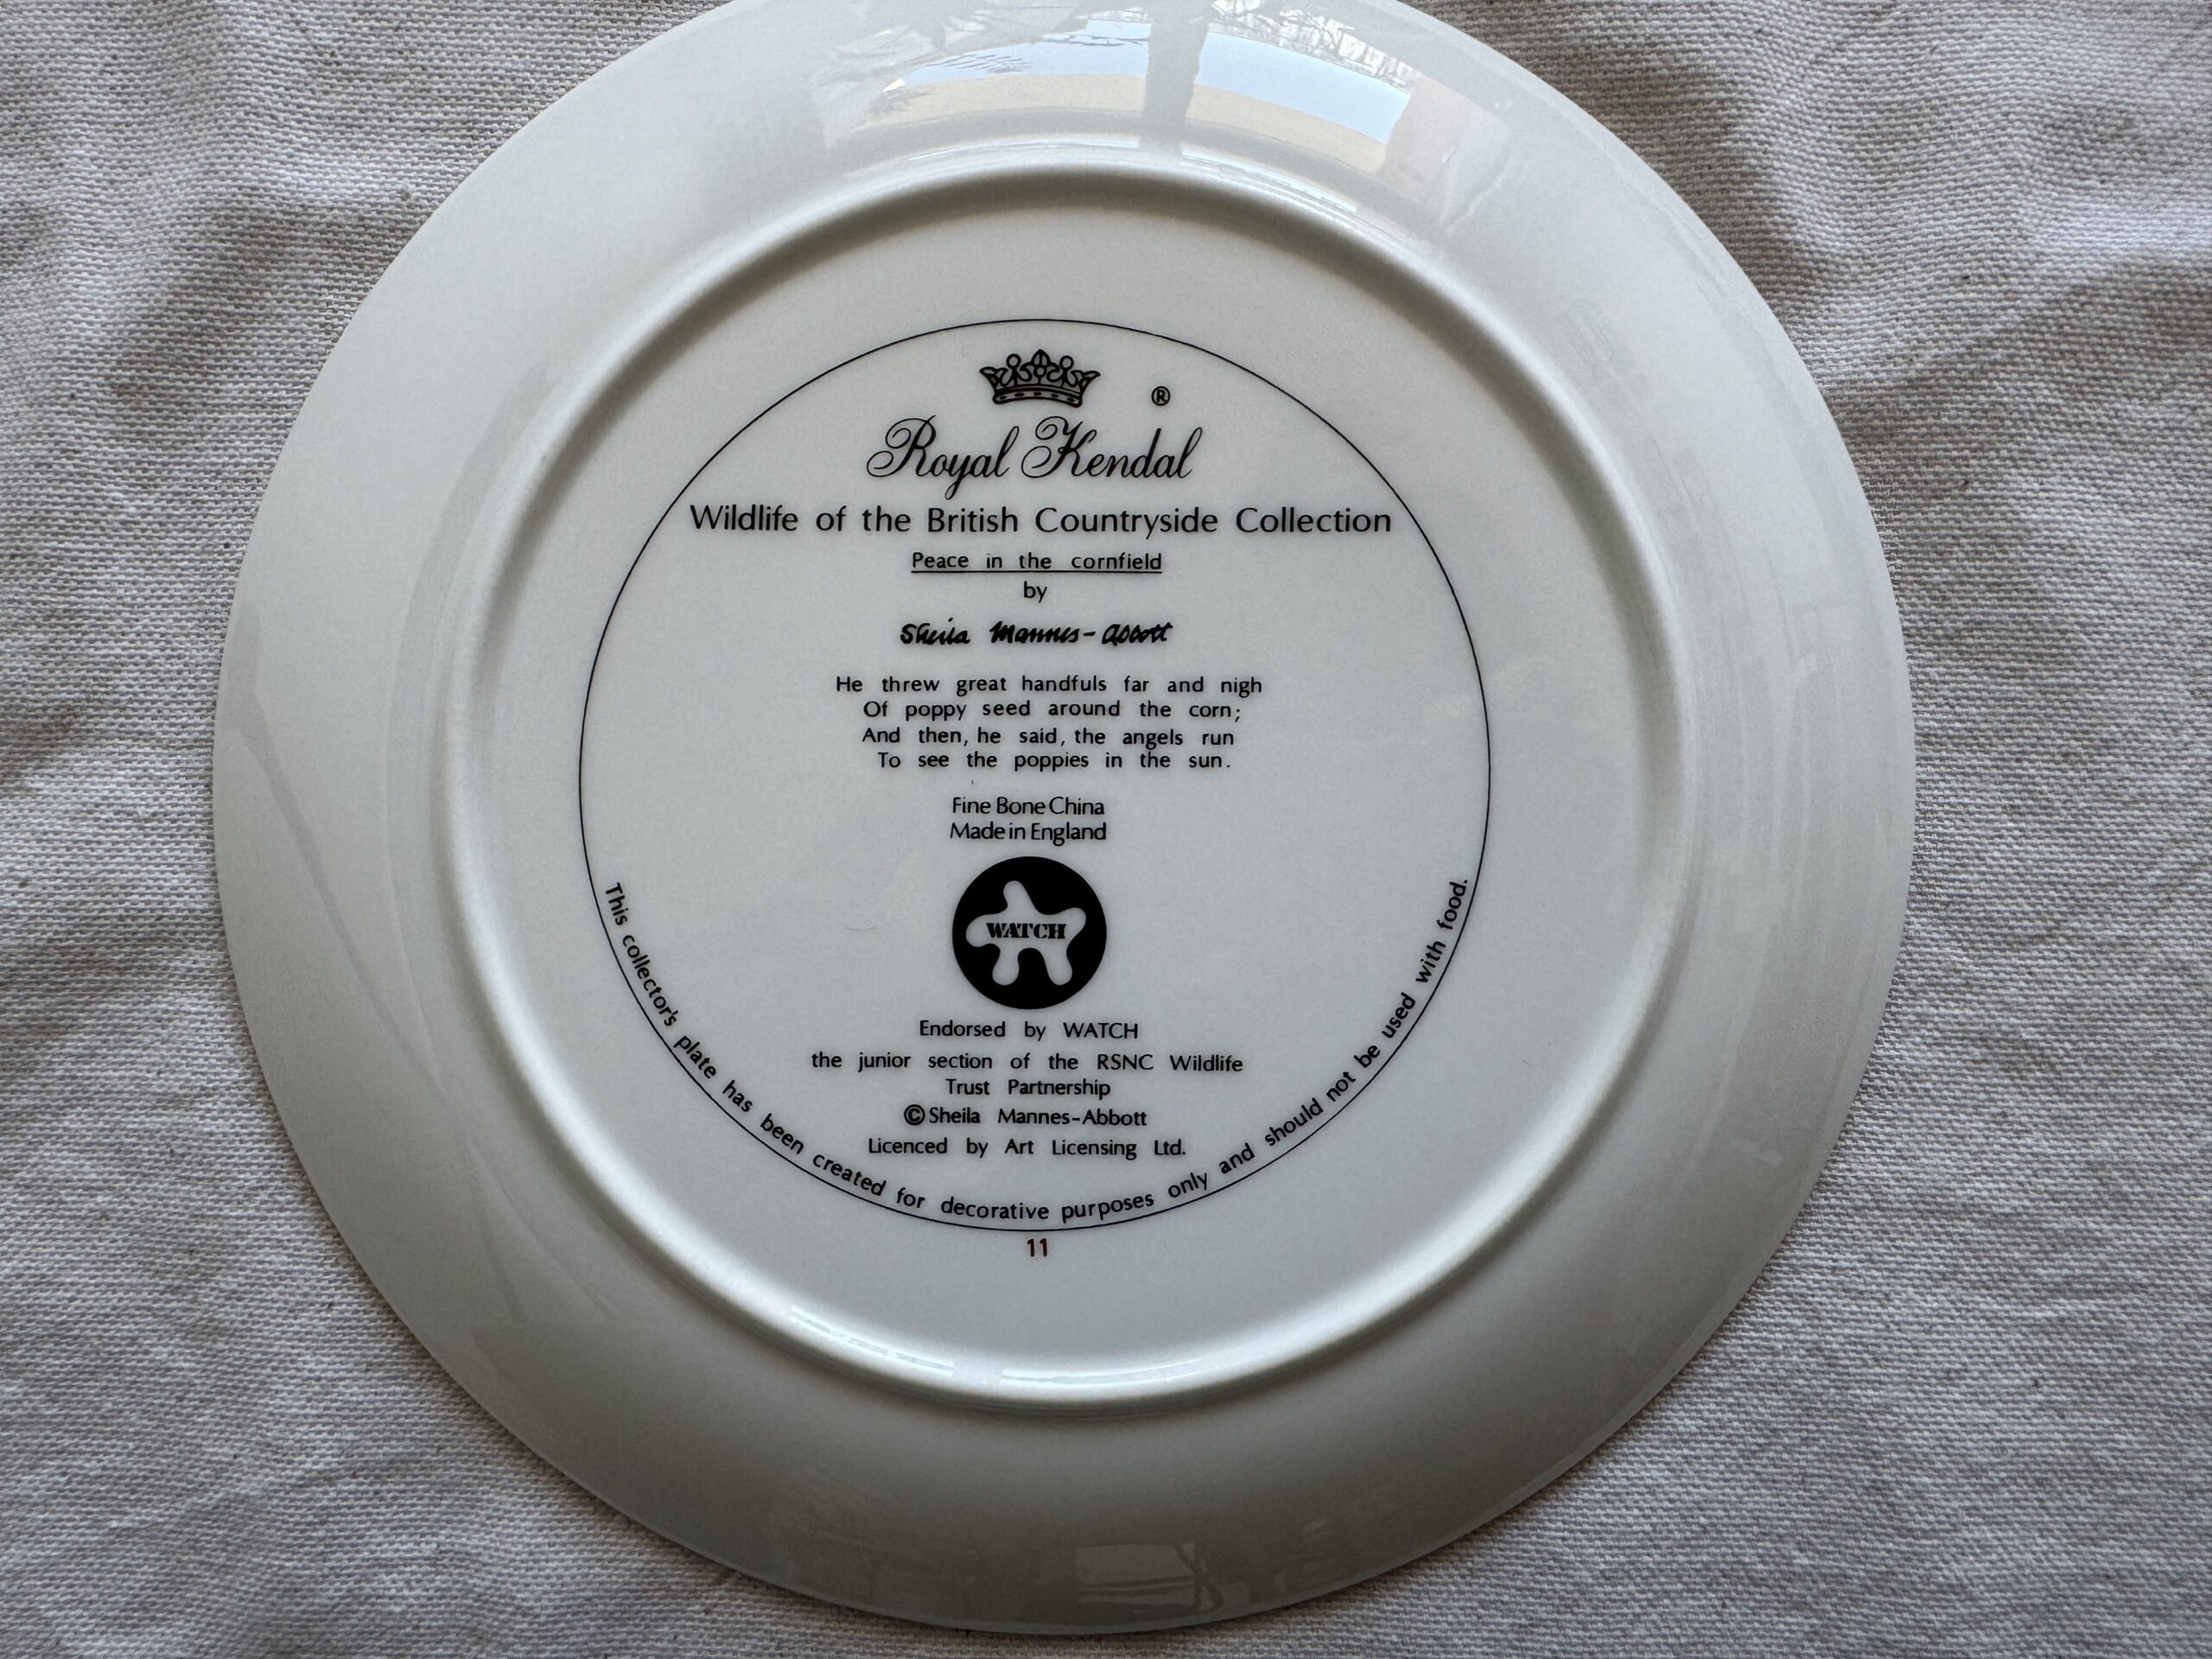 ®
Royal Kendal
Wildlife of the British Countryside Collection
Peace in the cornfield
by
Sheila Mannes-Abbott
He threw great handfuls far and nigh
Of poppy seed around the corn;
And then, he said, the angels run
To see the poppies in the sun.
Fine Bone China
Made in England
WATCH
Endorsed by WATCH
the junior section of the RSNC Wildlife
Trust Partnership
© Sheila Mannes-Abbott
Licenced by Art Licensing Ltd.
This collector's plate has been created for decorative purposes only and should not be used with food.
11